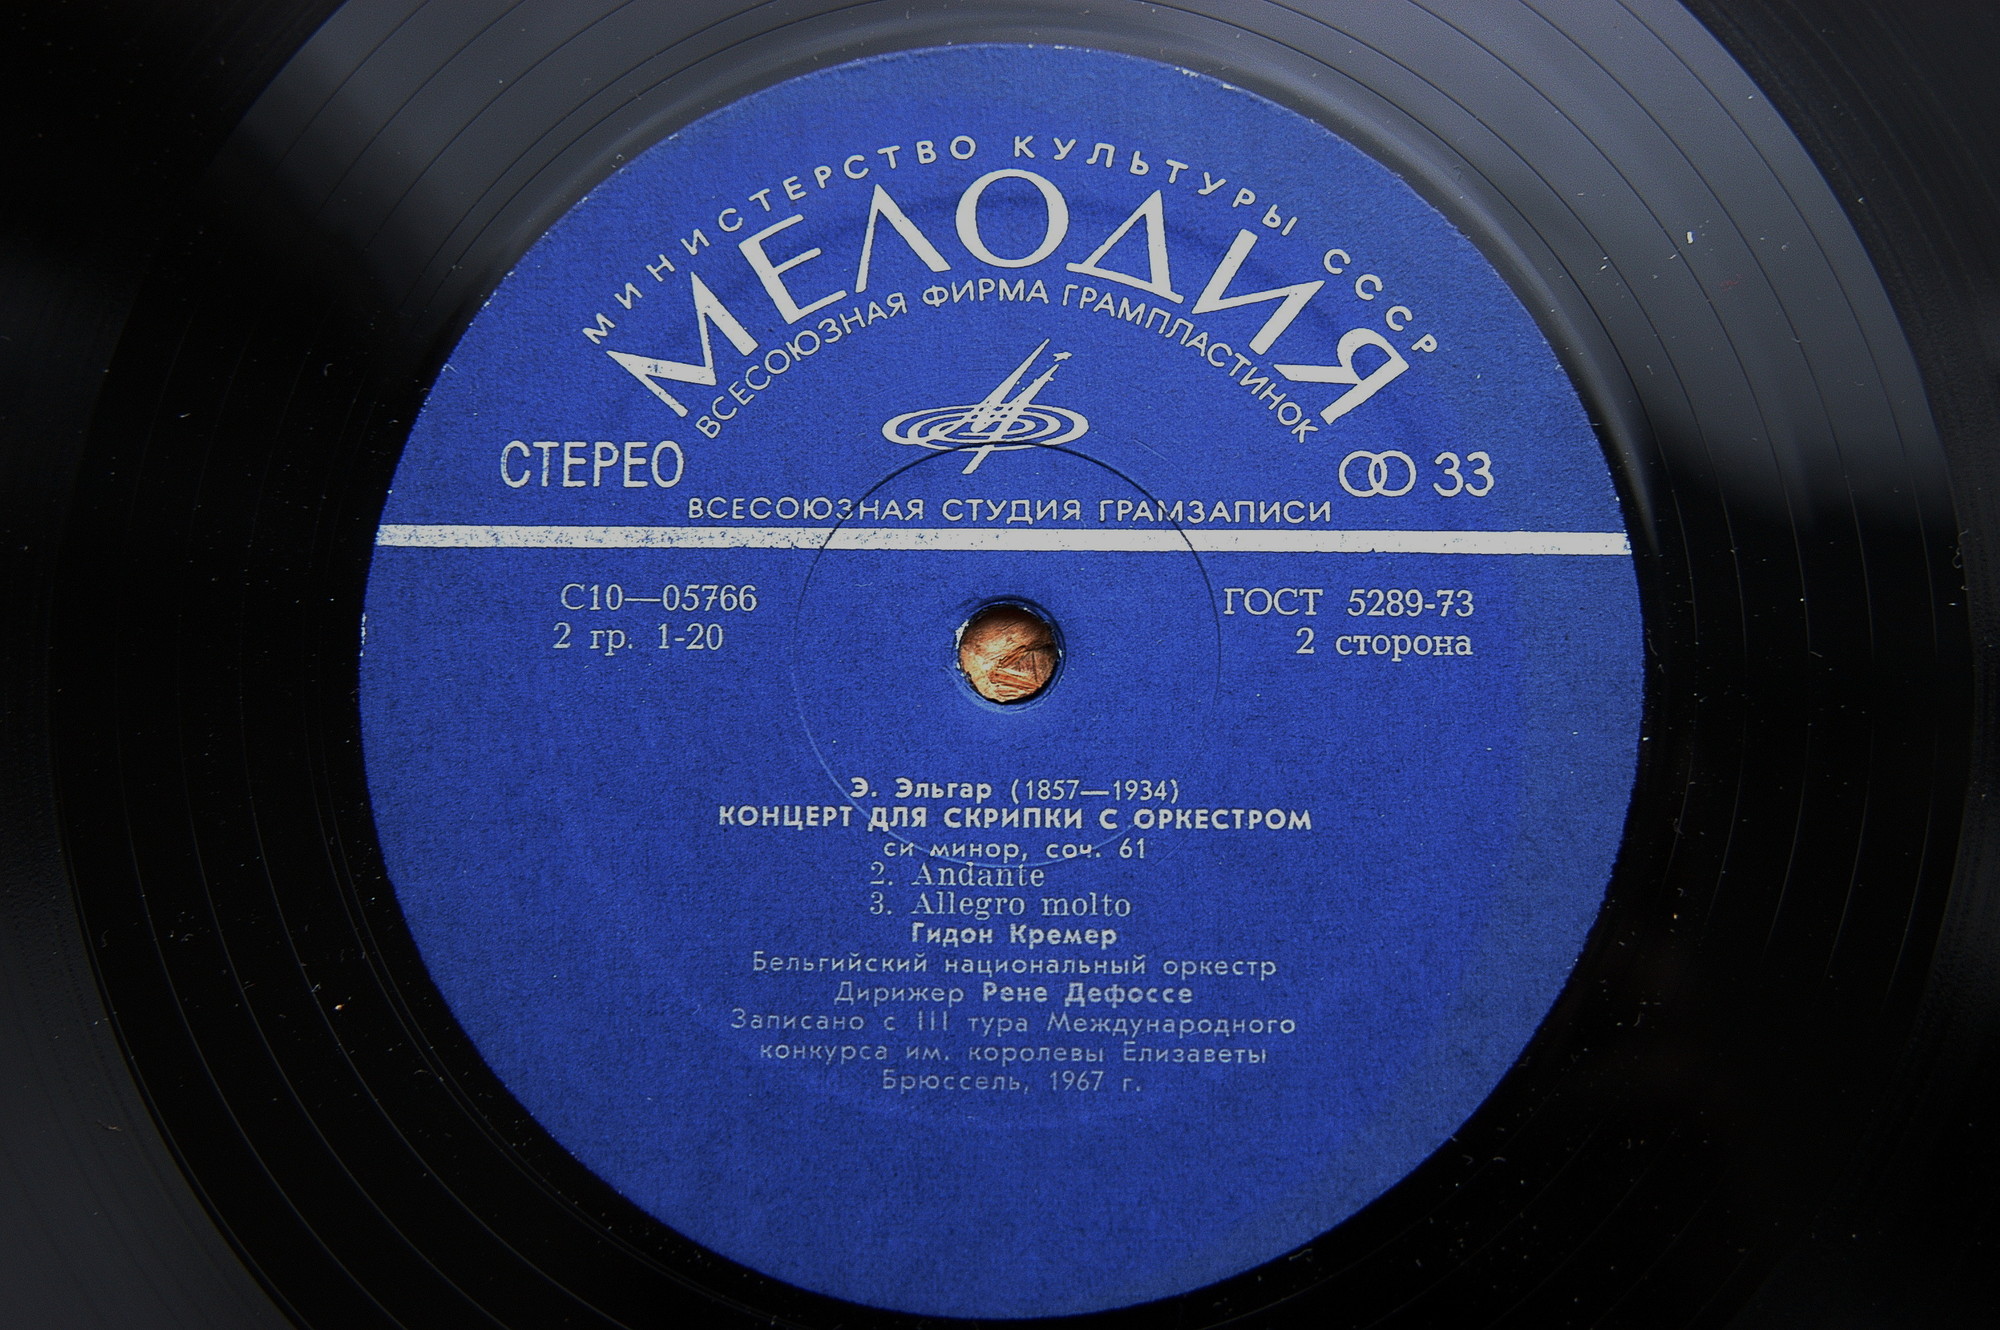 МИНИСТЕРСТВО КУЛЬТУРЫ СССР
МЕЛОДИЯ
ВСЕСОЮЗНАЯ ФИРМА ГРАМПЛАСТИНОК
СТЕРЕО
33
ВСЕСОЮЗНАЯ СТУДИЯ ГРАМЗАПИСИ
С10—05766
2 гр. 1-20
ГОСТ 5289-73
2 сторона
Э. Эльгар (1857—1934)
КОНЦЕРТ ДЛЯ СКРИПКИ С ОРКЕСТРОМ
си минор, соч. 61
2. Andante
3. Allegro molto
Гидон Кремер
Бельгийский национальный оркестр
Дирижер Рене Дефоссе
Записано с III тура Международного
конкурса им. королевы Елизаветы
Брюссель, 1967 г.